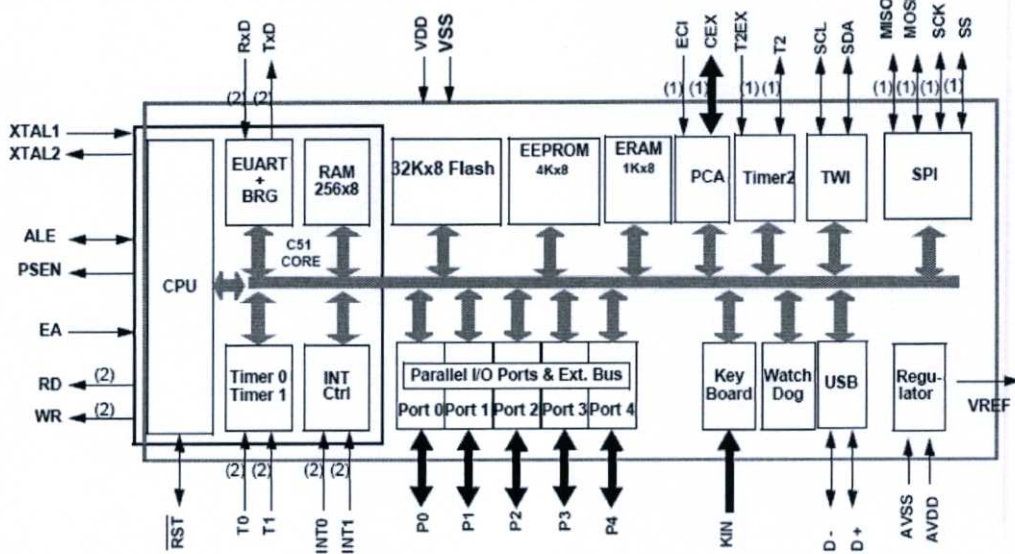 RxD
TxD
VDD
VSS
ECI
CEX
T2EX
T2
SCL
SDA
MISO
MOSI
SCK
SS
(2)
(2)
(1)
(1)
(1)
(1)
(1)
(1)
(1)
(1)
XTAL1
XTAL2
ALE
PSEN
EA
RD
(2)
WR
(2)
CPU
EUART
+
BRG
RAM
256x8
C51
CORE
32Kx8 Flash
EEPROM
4Kx8
ERAM
1Kx8
PCA
Timer2
TWI
SPI
Timer 0
Timer 1
INT
Ctrl
Parallel I/O Ports & Ext. Bus
Port 0
Port 1
Port 2
Port 3
Port 4
Key
Board
Watch
Dog
USB
Regu-
lator
VREF
(2)
(2)
(2)
(2)
RST
T0
T1
INT0
INT1
P0
P1
P2
P3
P4
KIN
D -
D +
AVSS
AVDD